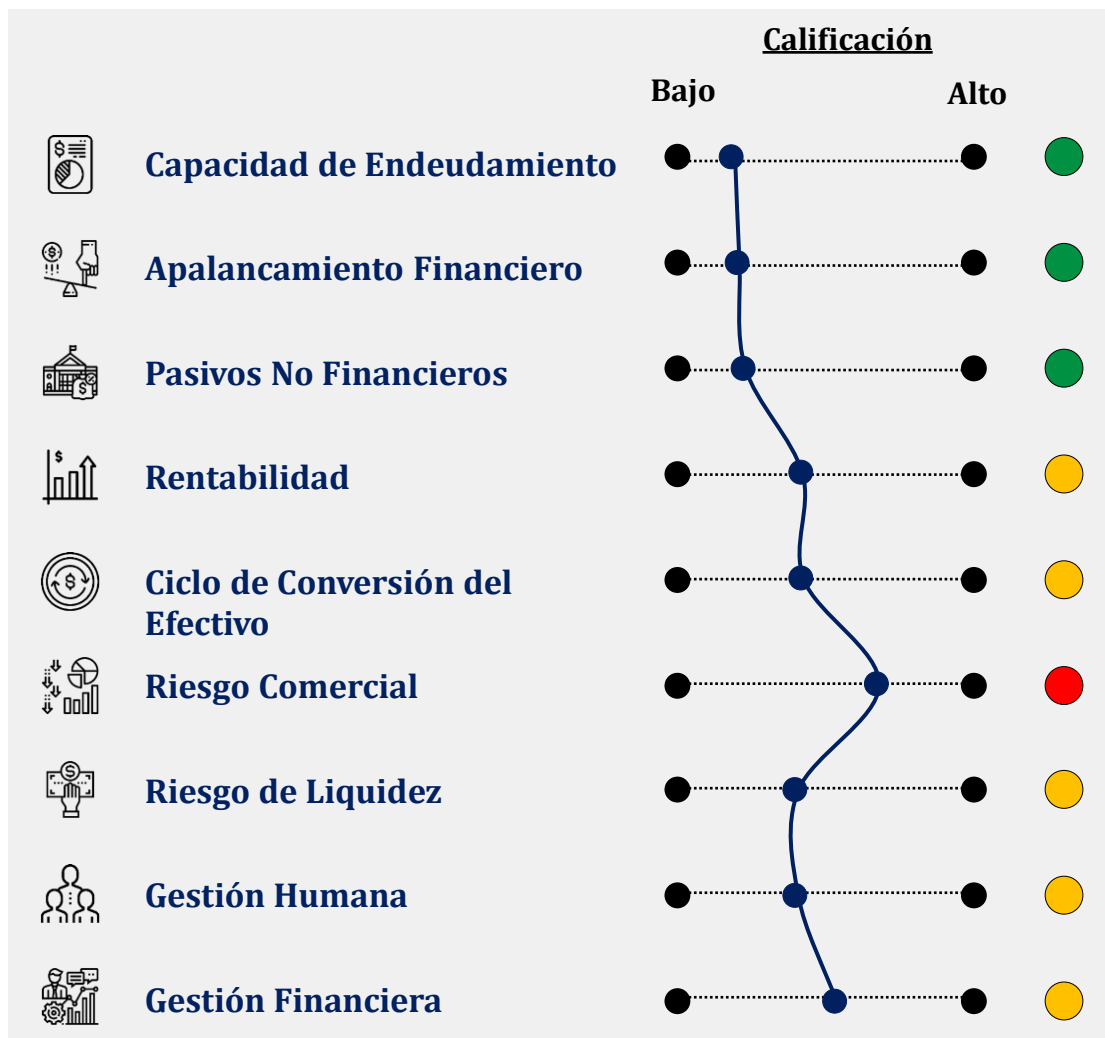 Calificación
Bajo
Alto
Capacidad de Endeudamiento
Apalancamiento Financiero
Pasivos No Financieros
Rentabilidad
Ciclo de Conversión del
Efectivo
Riesgo Comercial
Riesgo de Liquidez
Gestión Humana
Gestión Financiera